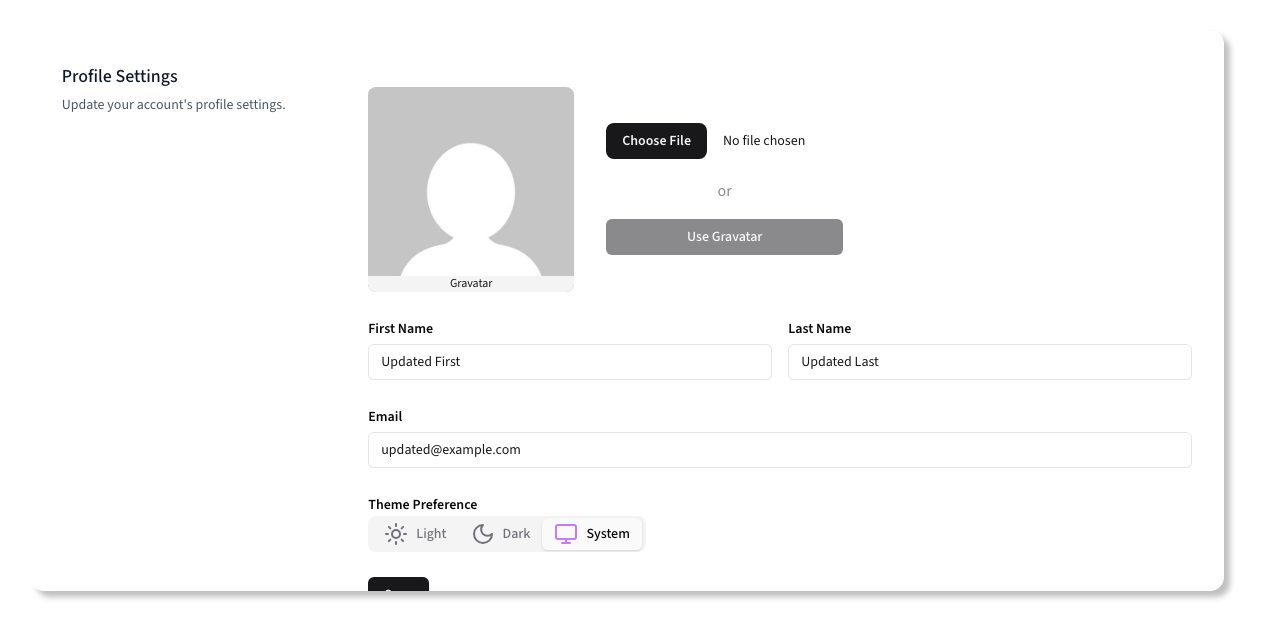 Profile Settings
Update your account's profile settings.
Choose File No file chosen
or
Use Gravatar
Gravatar
First Name Last Name
Updated First Updated Last
Email
updated@example.com
Theme Preference
Light Dark System